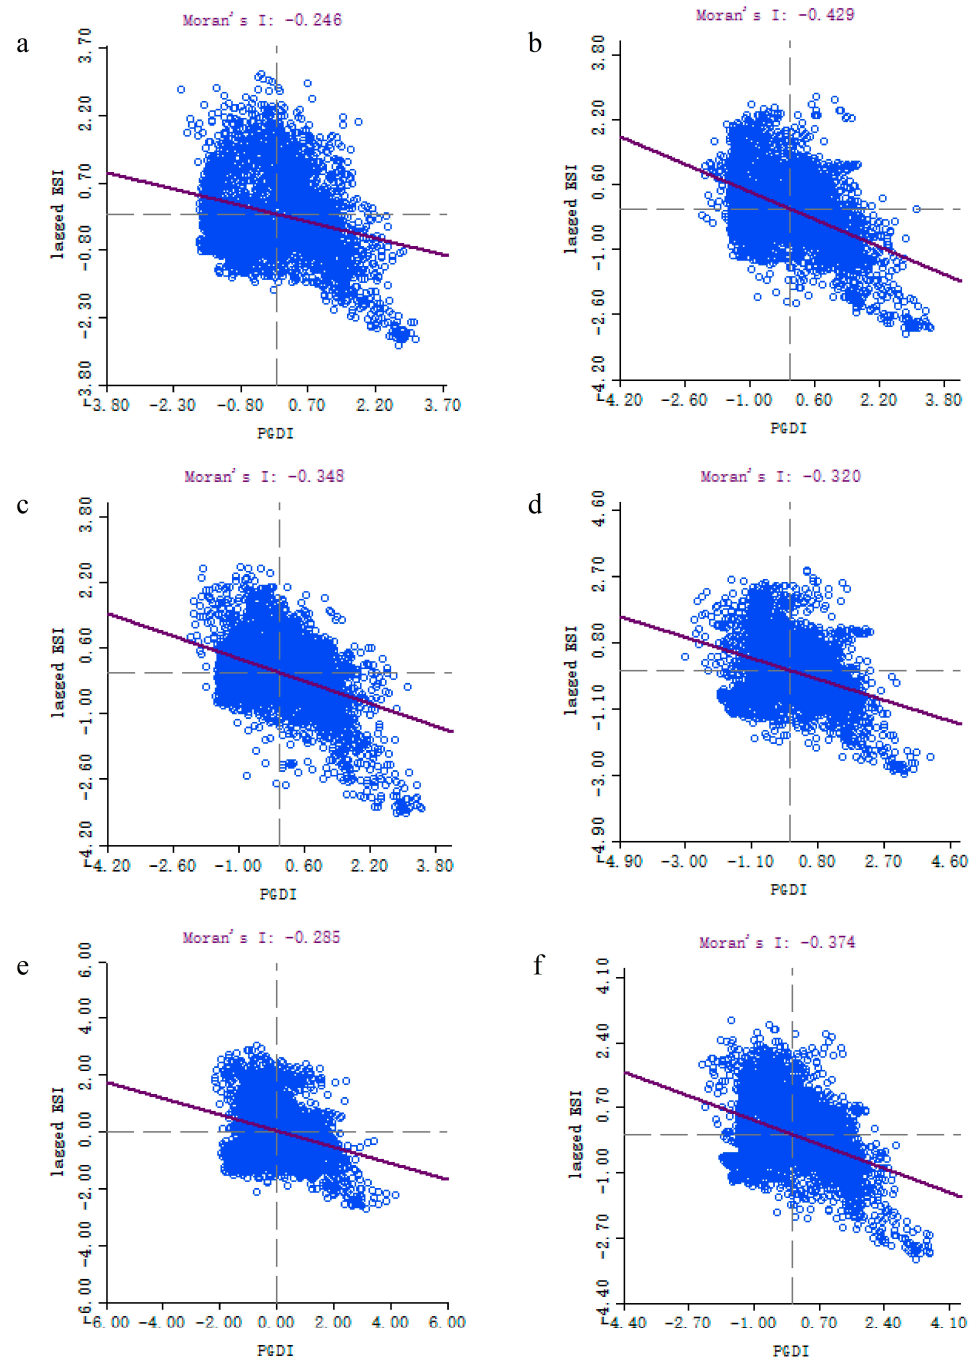 a
Moran's I: -0.246
3.70
2.20
0.70
-0.80
-2.30
-3.80
lagged ESI
-3.80 -2.30 -0.80 0.70 2.20 3.70
PGDI
b
Moran's I: -0.429
3.80
2.20
0.60
-1.00
-2.60
-4.20
lagged ESI
-4.20 -2.60 -1.00 0.60 2.20 3.80
PGDI
c
Moran's I: -0.348
3.80
2.20
0.60
-1.00
-2.60
-4.20
lagged ESI
-4.20 -2.60 -1.00 0.60 2.20 3.80
PGDI
d
Moran's I: -0.320
4.60
2.70
0.80
-1.10
-3.00
-4.90
lagged ESI
-4.90 -3.00 -1.10 0.80 2.70 4.60
PGDI
e
Moran's I: -0.285
6.00
4.00
2.00
0.00
-2.00
-4.00
-6.00
lagged ESI
-6.00 -4.00 -2.00 0.00 2.00 4.00 6.00
PGDI
f
Moran's I: -0.374
4.10
2.40
0.70
-1.00
-2.70
-4.40
lagged ESI
-4.40 -2.70 -1.00 0.70 2.40 4.10
PGDI